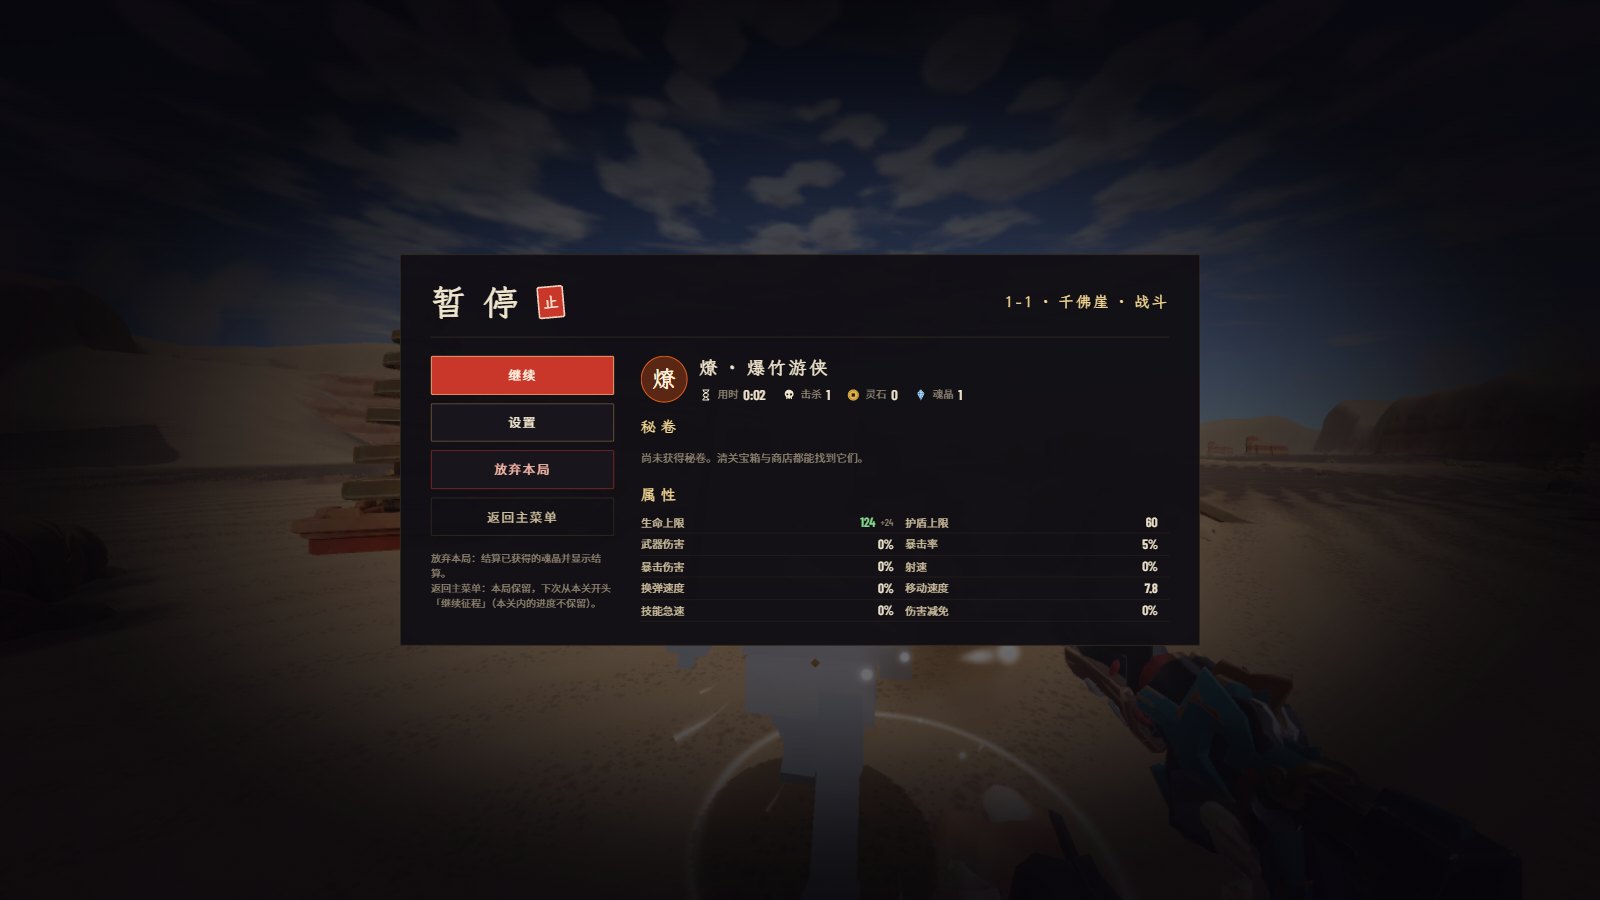 暂停 止
1-1 · 千佛崖 · 战斗
继续
设置
放弃本局
返回主菜单
放弃本局：结算已获得的魂晶并显示结
算。
返回主菜单：本局保留，下次从本关开头
「继续征程」（本关内的进度不保留）。
燎
燎 · 爆竹游侠
用时 0:02 击杀 1 灵石 0 魂晶 1
秘卷
尚未获得秘卷。清关宝箱与商店都能找到它们。
属性
生命上限 124 +24 护盾上限 60
武器伤害 0% 暴击率 5%
暴击伤害 0% 射速 0%
换弹速度 0% 移动速度 7.8
技能急速 0% 伤害减免 0%